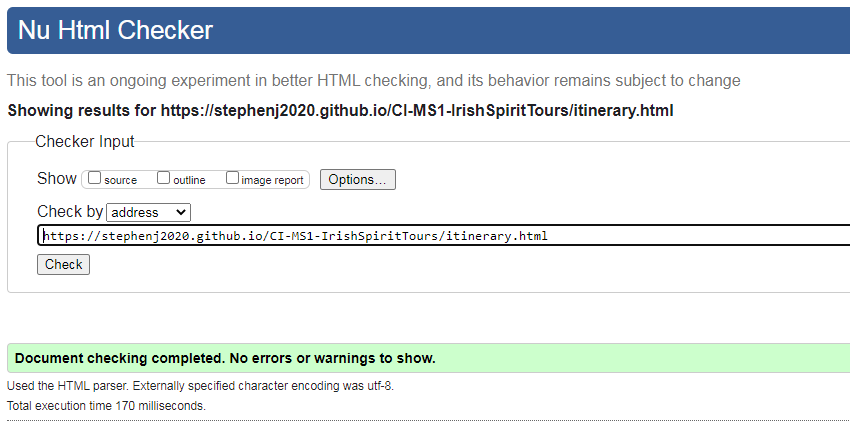 Nu Html Checker
This tool is an ongoing experiment in better HTML checking, and its behavior remains subject to change
Showing results for https://stephenj2020.github.io/CI-MS1-IrishSpiritTours/itinerary.html
Checker Input
Show source outline image report Options...
Check by address
https://stephenj2020.github.io/CI-MS1-IrishSpiritTours/itinerary.html
Check
Document checking completed. No errors or warnings to show.
Used the HTML parser. Externally specified character encoding was utf-8.
Total execution time 170 milliseconds.